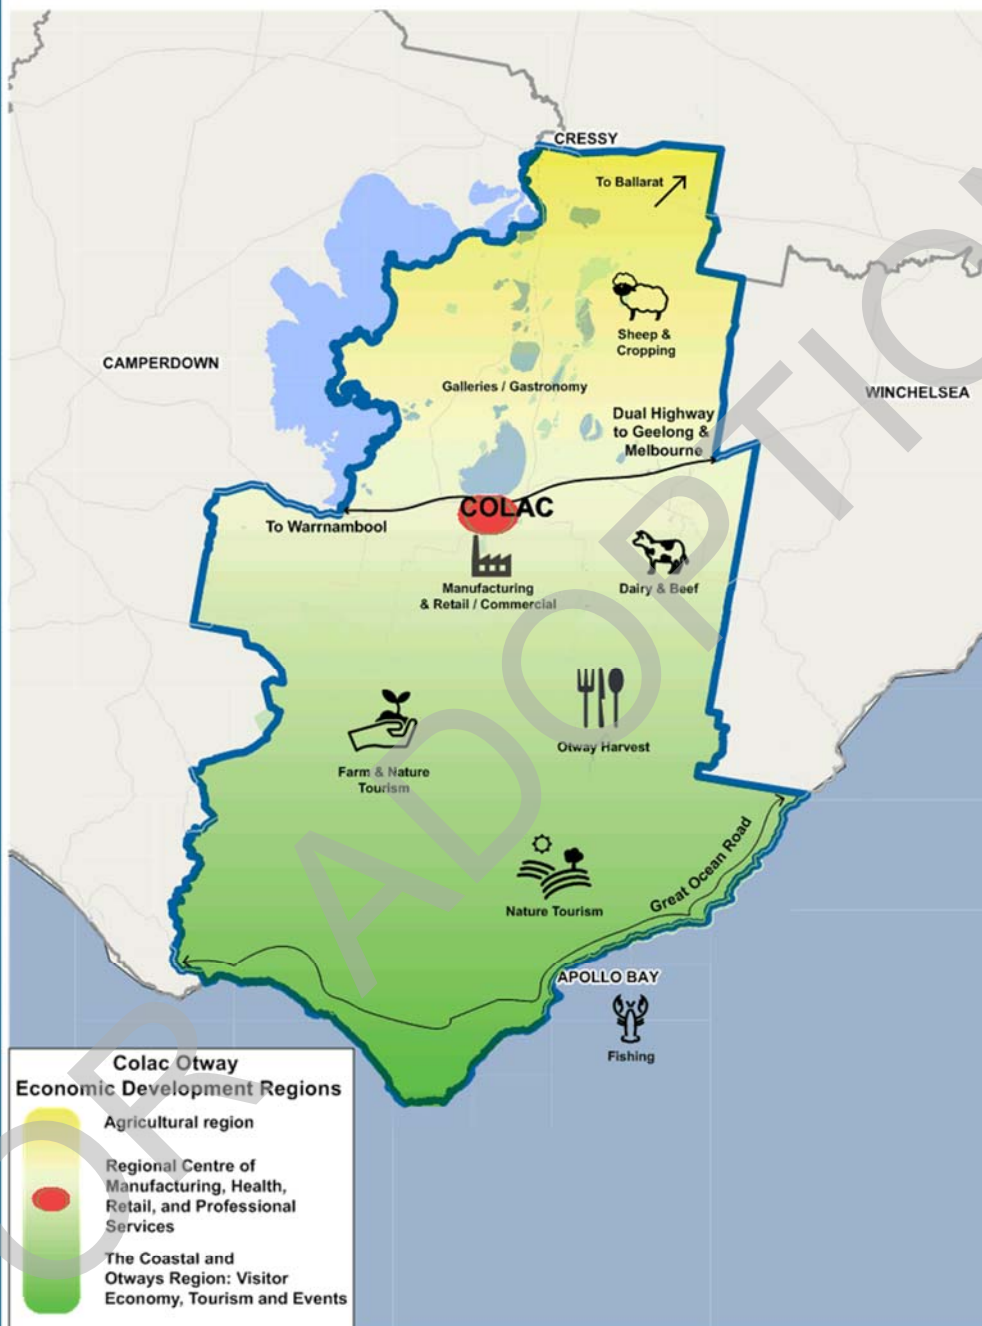 CRESSY
To Ballarat
Sheep &
Cropping
CAMPERDOWN
Galleries / Gastronomy
WINCHELSEA
Dual Highway
to Geelong &
Melbourne
COLAC
To Warrnambool
Manufacturing
& Retail / Commercial
Dairy & Beef
Otway Harvest
Farm & Nature
Tourism
Great Ocean Road
Nature Tourism
APOLLO BAY
Fishing
Colac Otway
Economic Development Regions
Agricultural region
Regional Centre of
Manufacturing, Health,
Retail, and Professional
Services
The Coastal and
Otways Region: Visitor
Economy, Tourism and Events
OR ADOPTIO